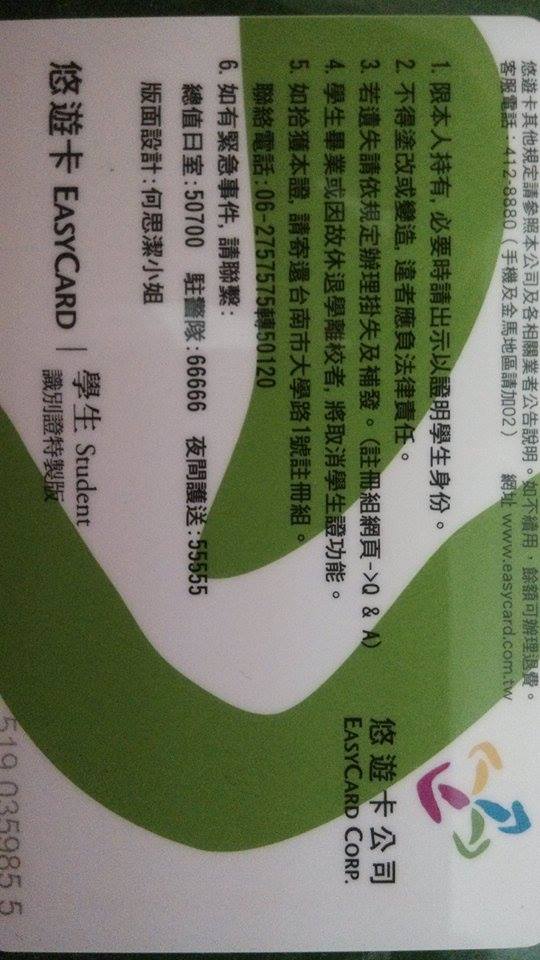 悠遊卡其他規定請參照本公司及各相關業者公告說明。如不續用，餘額可辦理退費。
客服電話：412-8880（手機及金馬地區請加02） 網址 www.easycard.com.tw
1. 限本人持有, 必要時請出示以證明學生身份。
2. 不得塗改或變造, 違者應負法律責任。
3. 若遺失請依規定辦理掛失及補發。(註冊組網頁->Q & A)
4. 學生畢業或因故休退學離校者, 將取消學生證功能。
5. 如拾獲本證, 請寄還台南市大學路1號註冊組。
聯絡電話:06-2757575轉50120
6. 如有緊急事件, 請聯繫:
總值日室:50700 駐警隊:66666 夜間護送:55555
版面設計:何思潔小姐
悠遊卡公司
EASYCARD CORP.
悠遊卡 EASYCARD | 學生 Student
識別證特製版
519 035985 5